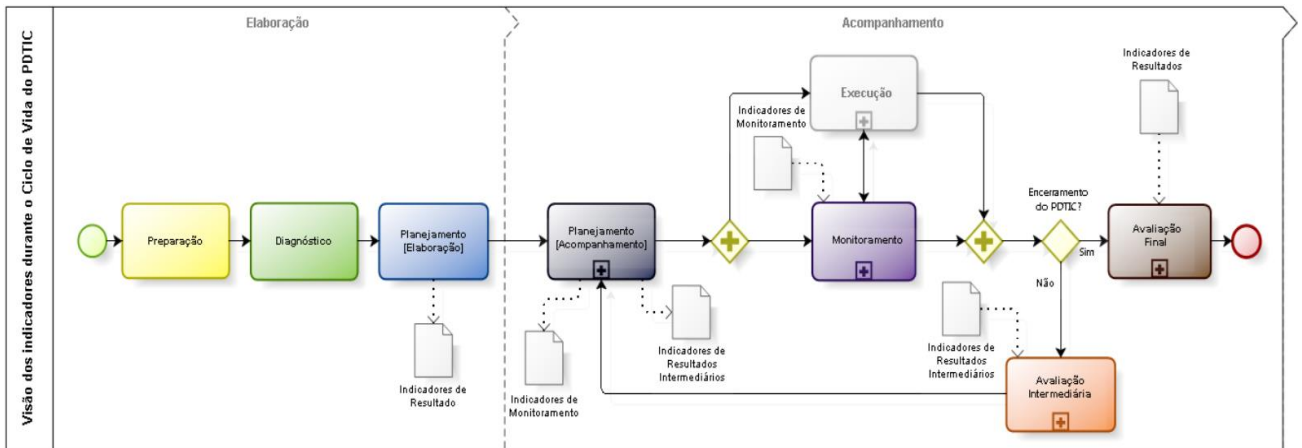 Visão dos indicadores durante o Ciclo de Vida do PDTIC
Elaboração
Acompanhamento
Preparação
Diagnóstico
Planejamento
[Elaboração]
Indicadores de
Resultado
Planejamento
[Acompanhamento]
Indicadores de
Monitoramento
Indicadores de
Resultados
Intermediários
Indicadores de
Monitoramento
Execução
Monitoramento
Encerramento
do PDTIC?
Sim
Não
Indicadores de
Resultados
Intermediários
Avaliação
Intermediária
Indicadores de
Resultados
Avaliação
Final